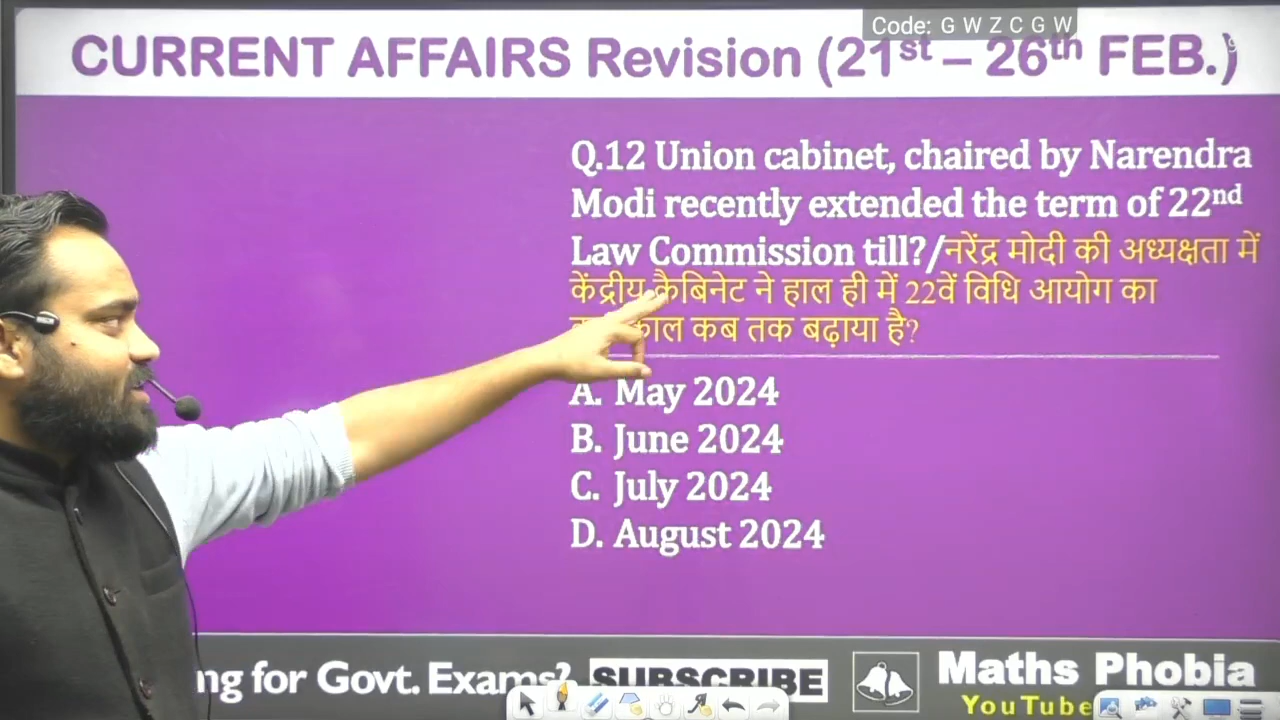 Code: G W Z C G W
CURRENT AFFAIRS Revision (21st – 26th FEB.)
Q.12 Union cabinet, chaired by Narendra
Modi recently extended the term of 22nd
Law Commission till?/नरेंद्र मोदी की अध्यक्षता में
केंद्रीय कैबिनेट ने हाल ही में 22वें विधि आयोग का
कब तक बढ़ाया है?
A. May 2024
B. June 2024
C. July 2024
D. August 2024
for Govt. Exams? SUBSCRIBE
Maths Phobia
YouTube